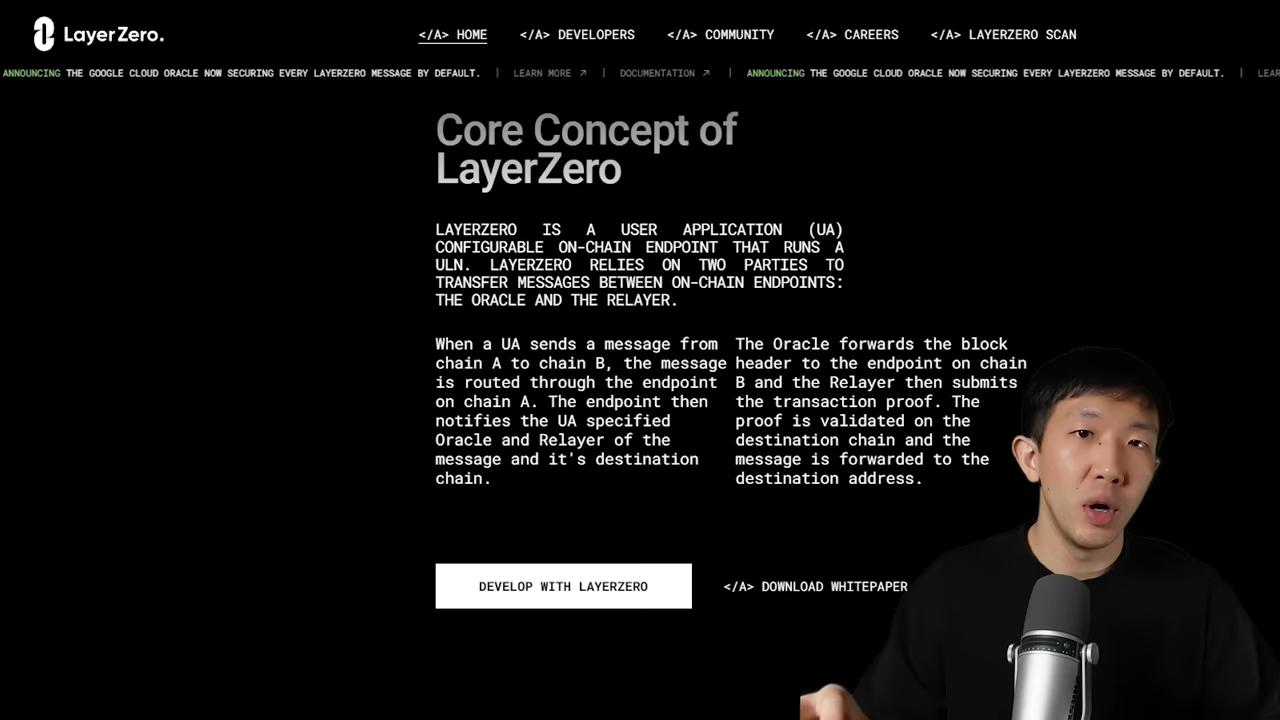 LayerZero.
</A> HOME </A> DEVELOPERS </A> COMMUNITY </A> CAREERS </A> LAYERZERO SCAN
ANNOUNCING THE GOOGLE CLOUD ORACLE NOW SECURING EVERY LAYERZERO MESSAGE BY DEFAULT. | LEARN MORE ↗ | DOCUMENTATION ↗ | ANNOUNCING THE GOOGLE CLOUD ORACLE NOW SECURING EVERY LAYERZERO MESSAGE BY DEFAULT. | LEAR
Core Concept of
LayerZero
LAYERZERO IS A USER APPLICATION (UA)
CONFIGURABLE ON-CHAIN ENDPOINT THAT RUNS A
ULN. LAYERZERO RELIES ON TWO PARTIES TO
TRANSFER MESSAGES BETWEEN ON-CHAIN ENDPOINTS:
THE ORACLE AND THE RELAYER.
When a UA sends a message from
chain A to chain B, the message
is routed through the endpoint
on chain A. The endpoint then
notifies the UA specified
Oracle and Relayer of the
message and it's destination
chain.
The Oracle forwards the block
header to the endpoint on chain
B and the Relayer then submits
the transaction proof. The
proof is validated on the
destination chain and the
message is forwarded to the
destination address.
DEVELOP WITH LAYERZERO
</A> DOWNLOAD WHITEPAPER